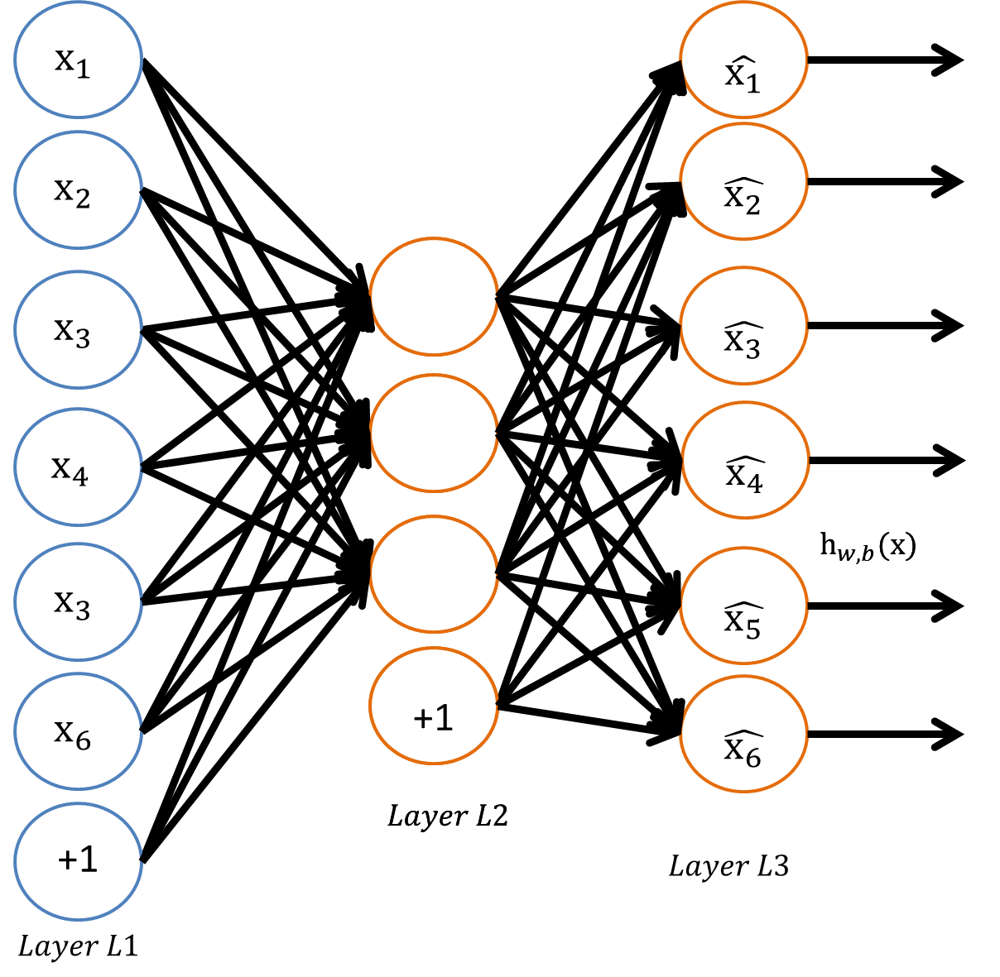 x₁
x₂
x₃
x₄
x₃
x₆
+1
Layer L1
+1
Layer L2
x̂₁
x̂₂
x̂₃
x̂₄
x̂₅
x̂₆
h_{w,b}(x)
Layer L3